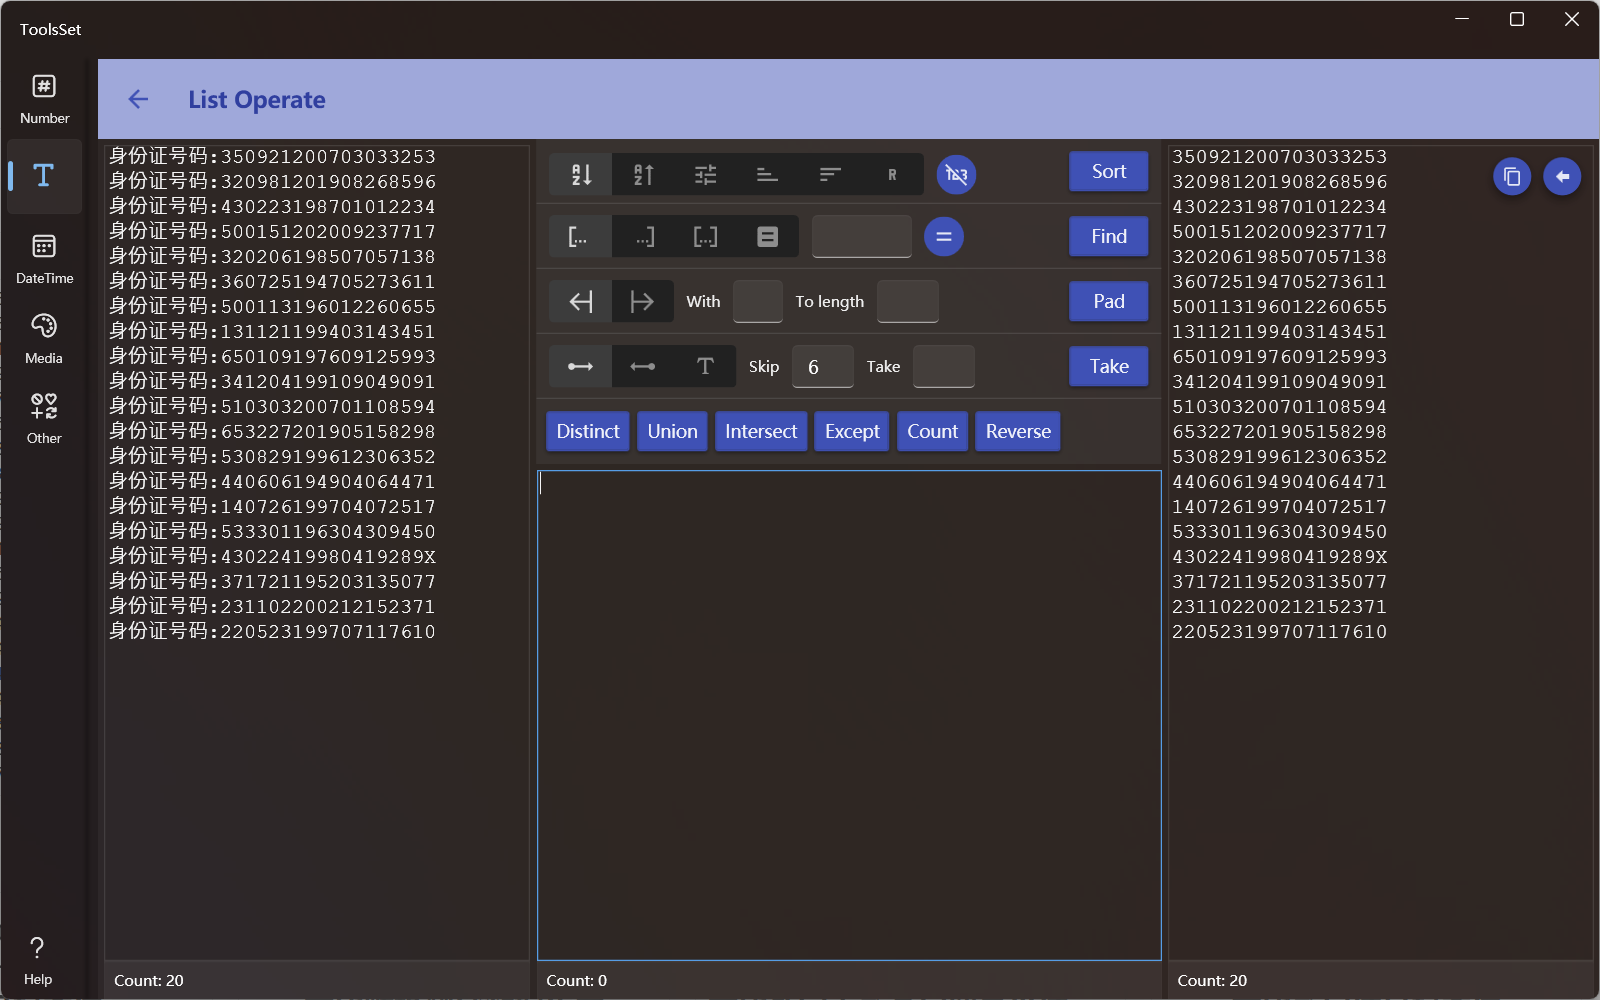 ToolsSet
Number
DateTime
Media
Other
Help
List Operate
身份证号码:350921200703033253
身份证号码:320981201908268596
身份证号码:430223198701012234
身份证号码:500151202009237717
身份证号码:320206198507057138
身份证号码:360725194705273611
身份证号码:500113196012260655
身份证号码:131121199403143451
身份证号码:650109197609125993
身份证号码:341204199109049091
身份证号码:510303200701108594
身份证号码:653227201905158298
身份证号码:530829199612306352
身份证号码:440606194904064471
身份证号码:140726199704072517
身份证号码:533301196304309450
身份证号码:43022419980419289X
身份证号码:371721195203135077
身份证号码:231102200212152371
身份证号码:220523199707117610
Count: 20
Sort
Find
With To length Pad
Skip 6 Take Take
Distinct Union Intersect Except Count Reverse
Count: 0
350921200703033253
320981201908268596
430223198701012234
500151202009237717
320206198507057138
360725194705273611
500113196012260655
131121199403143451
650109197609125993
341204199109049091
510303200701108594
653227201905158298
530829199612306352
440606194904064471
140726199704072517
533301196304309450
43022419980419289X
371721195203135077
231102200212152371
220523199707117610
Count: 20